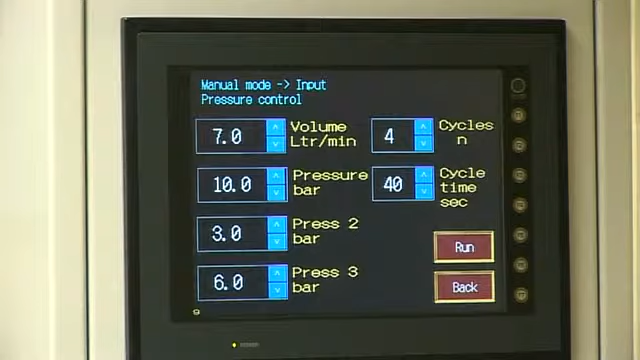 Manual mode -> Input
Pressure control
7.0
Volume
Ltr/min
4
Cycles
n
10.0
Pressure
bar
40
Cycle
time
sec
3.0
Press 2
bar
Run
6.0
Press 3
bar
Back
9